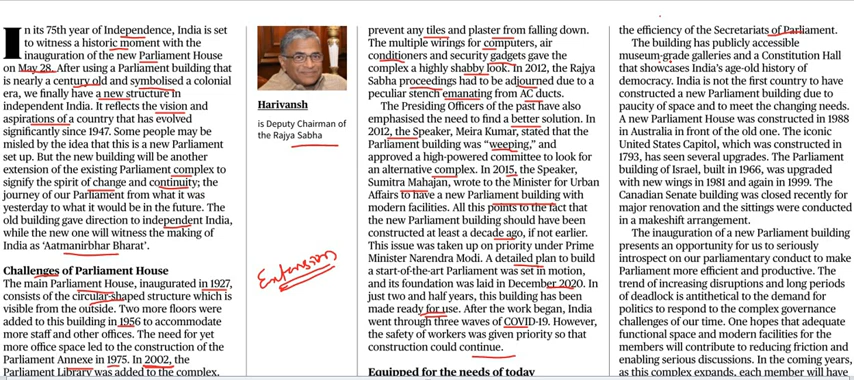 In its 75th year of Independence, India is set
to witness a historic moment with the
inauguration of the new Parliament House
on May 28. After using a Parliament building that
is nearly a century old and symbolised a colonial
era, we finally have a new structure in
independent India. It reflects the vision and
aspirations of a country that has evolved
significantly since 1947. Some people may be
misled by the idea that this is a new Parliament
set up. But the new building will be another
extension of the existing Parliament complex to
signify the spirit of change and continuity; the
journey of our Parliament from what it was
yesterday to what it would be in the future. The
old building gave direction to independent India,
while the new one will witness the making of
India as ‘Aatmanirbhar Bharat’.
Challenges of Parliament House
The main Parliament House, inaugurated in 1927,
consists of the circular-shaped structure which is
visible from the outside. Two more floors were
added to this building in 1956 to accommodate
more staff and other offices. The need for yet
more office space led to the construction of the
Parliament Annexe in 1975. In 2002, the
Parliament Library was added to the complex.
Harivansh
is Deputy Chairman of
the Rajya Sabha
Extension
prevent any tiles and plaster from falling down.
The multiple wirings for computers, air
conditioners and security gadgets gave the
complex a highly shabby look. In 2012, the Rajya
Sabha proceedings had to be adjourned due to a
peculiar stench emanating from AC ducts.
The Presiding Officers of the past have also
emphasised the need to find a better solution. In
2012, the Speaker, Meira Kumar, stated that the
Parliament building was “weeping,” and
approved a high-powered committee to look for
an alternative complex. In 2015, the Speaker,
Sumitra Mahajan, wrote to the Minister for Urban
Affairs to have a new Parliament building with
modern facilities. All this points to the fact that
the new Parliament building should have been
constructed at least a decade ago, if not earlier.
This issue was taken up on priority under Prime
Minister Narendra Modi. A detailed plan to build
a start-of-the-art Parliament was set in motion,
and its foundation was laid in December 2020. In
just two and half years, this building has been
made ready for use. After the work began, India
went through three waves of COVID-19. However,
the safety of workers was given priority so that
construction could continue.
Equipped for the needs of today
the efficiency of the Secretariats of Parliament.
The building has publicly accessible
museum-grade galleries and a Constitution Hall
that showcases India’s age-old history of
democracy. India is not the first country to have
constructed a new Parliament building due to
paucity of space and to meet the changing needs.
A new Parliament House was constructed in 1988
in Australia in front of the old one. The iconic
United States Capitol, which was constructed in
1793, has seen several upgrades. The Parliament
building of Israel, built in 1966, was upgraded
with new wings in 1981 and again in 1999. The
Canadian Senate building was closed recently for
major renovation and the sittings were conducted
in a makeshift arrangement.
The inauguration of a new Parliament building
presents an opportunity for us to seriously
introspect on our parliamentary conduct to make
Parliament more efficient and productive. The
trend of increasing disruptions and long periods
of deadlock is antithetical to the demand for
politics to respond to the complex governance
challenges of our time. One hopes that adequate
functional space and modern facilities for the
members will contribute to reducing friction and
enabling serious discussions. In the coming years,
as this complex expands, each member will have